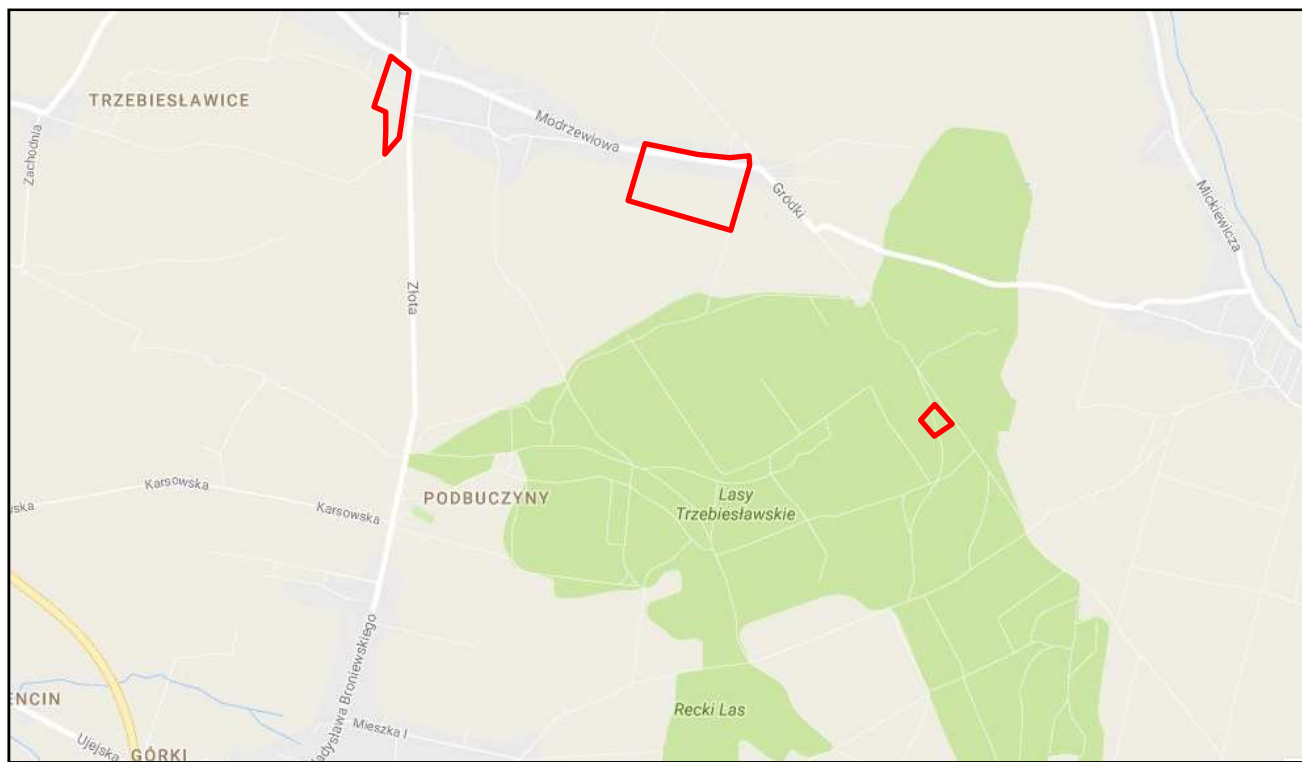 TRZEBIESŁAWICE
Zachodnia
Modrzewiowa
Gródki
Mickiewicza
Złota
Karsowska
Karsowska
PODBUCZYNY
Lasy
Trzebiesławskie
Recki Las
Mieszka I
Ujejska
GÓRKI